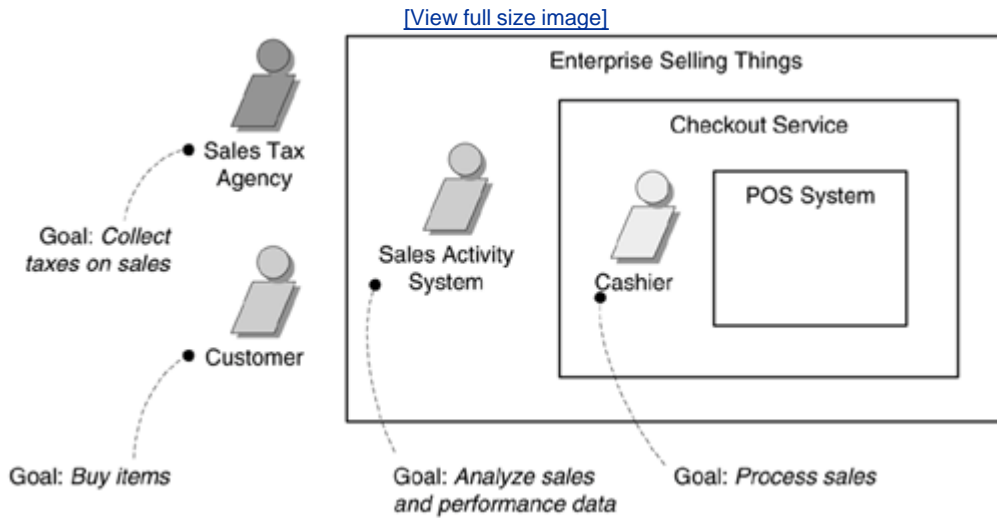 [View full size image]
Enterprise Selling Things
Checkout Service
POS System
Sales Tax
Agency
Goal: Collect
taxes on sales
Sales Activity
System
Cashier
Customer
Goal: Buy items
Goal: Analyze sales
and performance data
Goal: Process sales